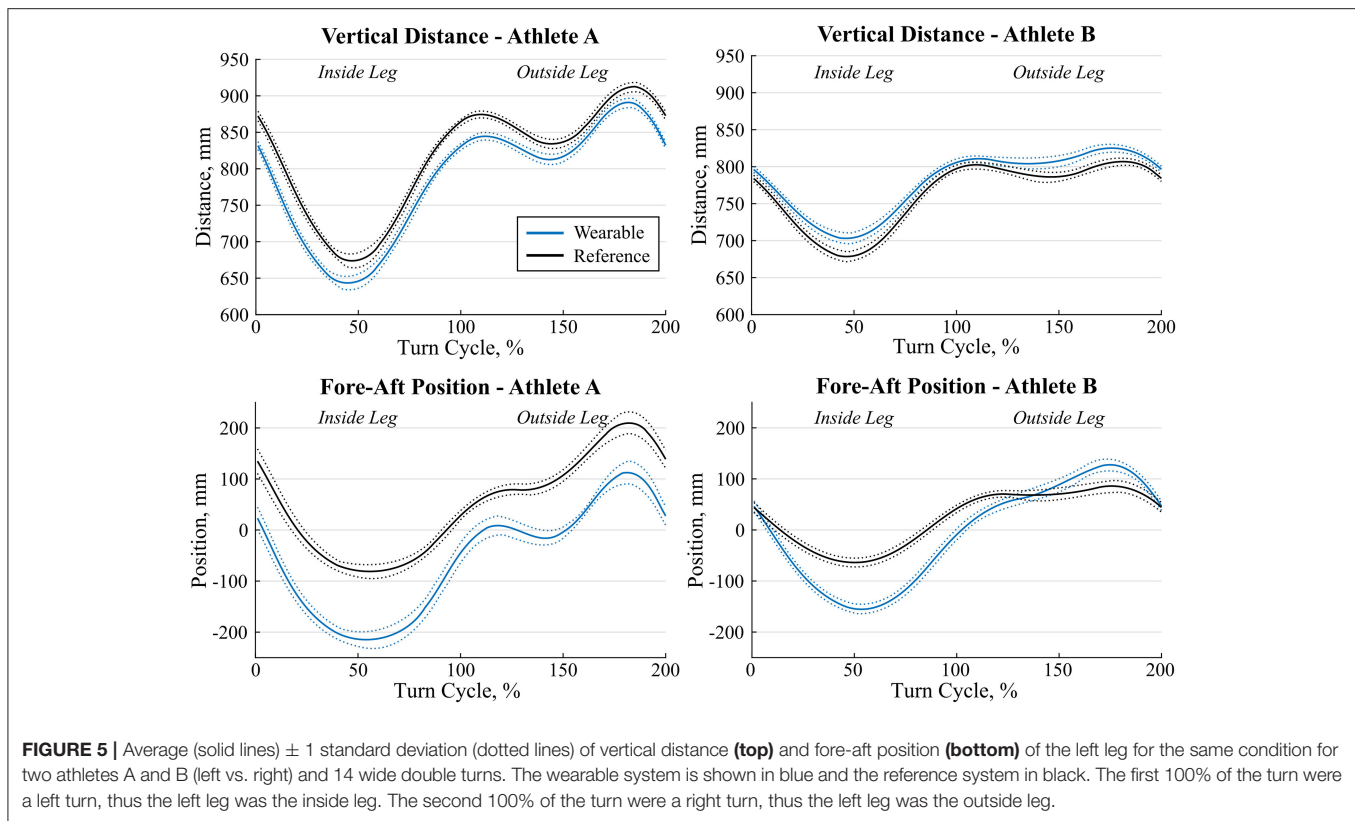 Vertical Distance - Athlete A
Inside Leg
Outside Leg
Distance, mm
950
900
850
800
750
700
650
600
0
50
100
150
200
Turn Cycle, %
Wearable
Reference
Vertical Distance - Athlete B
Inside Leg
Outside Leg
Distance, mm
950
900
850
800
750
700
650
600
0
50
100
150
200
Turn Cycle, %
Fore-Aft Position - Athlete A
Inside Leg
Outside Leg
Position, mm
200
100
0
-100
-200
0
50
100
150
200
Turn Cycle, %
Fore-Aft Position - Athlete B
Inside Leg
Outside Leg
Position, mm
200
100
0
-100
-200
0
50
100
150
200
Turn Cycle, %
FIGURE 5 | Average (solid lines) ± 1 standard deviation (dotted lines) of vertical distance (top) and fore-aft position (bottom) of the left leg for the same condition for
two athletes A and B (left vs. right) and 14 wide double turns. The wearable system is shown in blue and the reference system in black. The first 100% of the turn were
a left turn, thus the left leg was the inside leg. The second 100% of the turn were a right turn, thus the left leg was the outside leg.